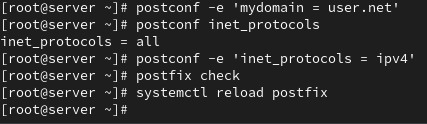 [root@server ~]# postconf -e 'mydomain = user.net'
[root@server ~]# postconf inet_protocols
inet_protocols = all
[root@server ~]# postconf -e 'inet_protocols = ipv4'
[root@server ~]# postfix check
[root@server ~]# systemctl reload postfix
[root@server ~]#